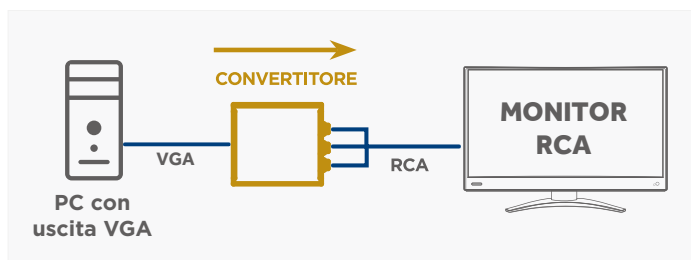 CONVERTITORE
MONITOR
RCA
VGA
RCA
PC con
uscita VGA